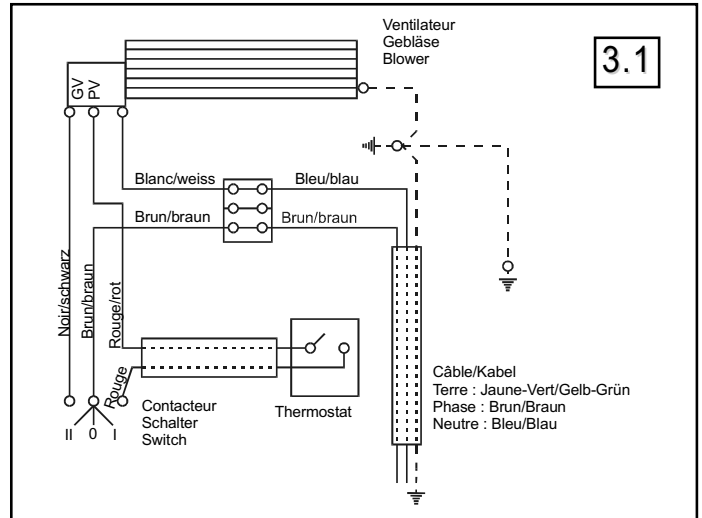 Ventilateur
Gebläse
Blower
3.1
GV
PV
Blanc/weiss
Bleu/blau
Brun/braun
Brun/braun
Noir/schwarz
Brun/braun
Rouge/rot
Rouge
II
0
I
Contacteur
Schalter
Switch
Thermostat
Câble/Kabel
Terre : Jaune-Vert/Gelb-Grün
Phase : Brun/Braun
Neutre : Bleu/Blau